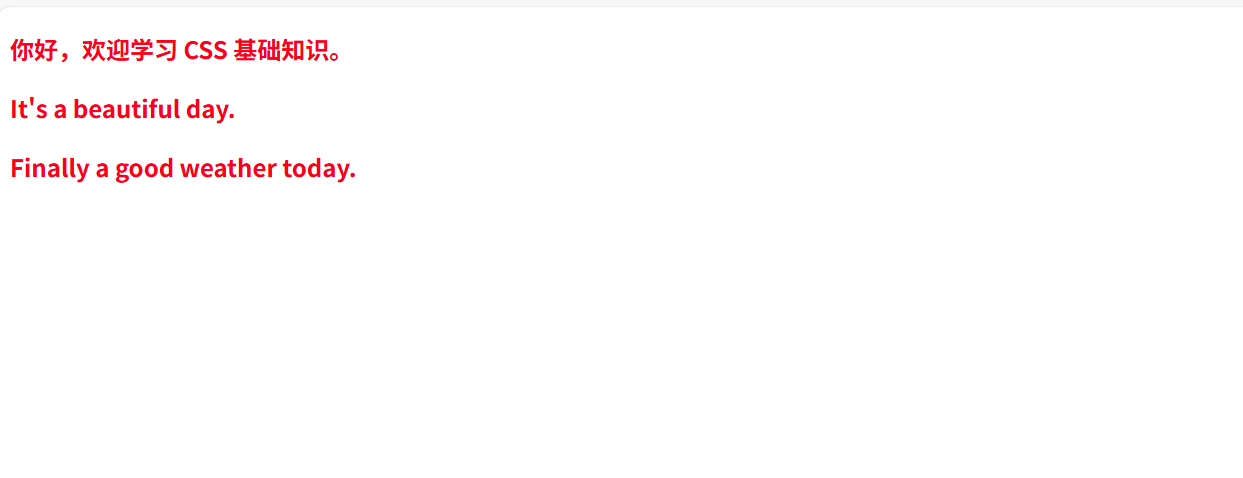 你好，欢迎学习 CSS 基础知识。
It's a beautiful day.
Finally a good weather today.